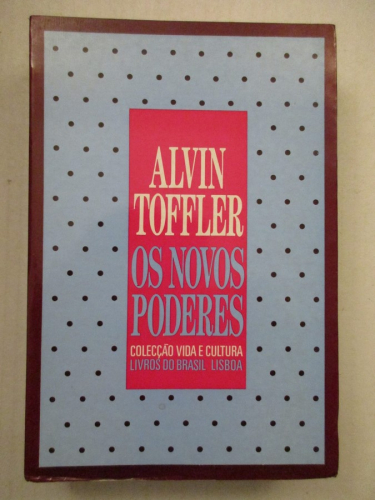 ALVIN
TOFFLER
OS NOVOS
PODERES
COLECÇÃO VIDA E CULTURA
LIVROS DO BRASIL LISBOA